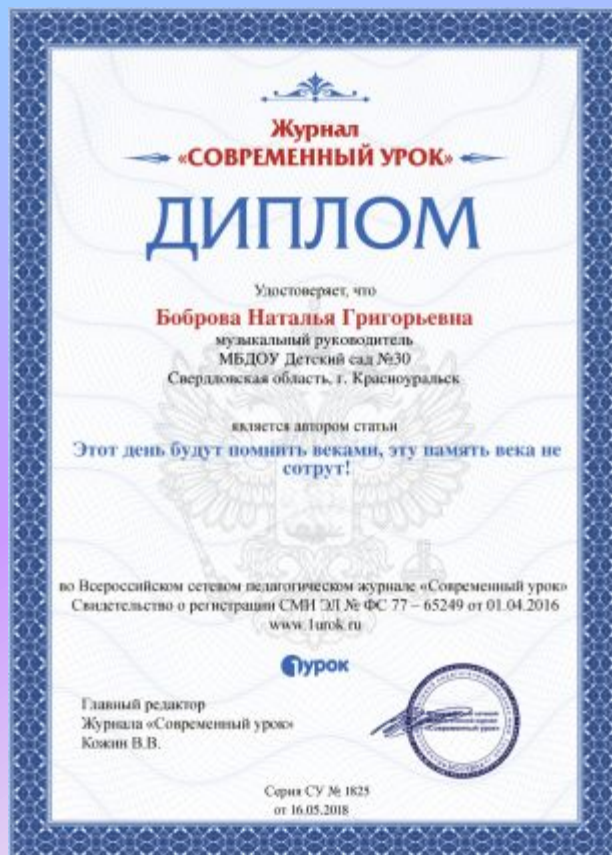 Журнал
«СОВРЕМЕННЫЙ УРОК»
ДИПЛОМ
Удостоверяет, что
Боброва Наталья Григорьевна
музыкальный руководитель
МБДОУ Детский сад №30
Свердловская область, г. Красноуральск
является автором статьи
Этот день будут помнить веками, эту память века не
сотрут!
во Всероссийском сетевом педагогическом журнале «Современный урок»
Свидетельство о регистрации СМИ ЭЛ № ФС 77 – 65249 от 01.04.2016
www.1urok.ru
1урок
Главный редактор
Журнала «Современный урок»
Кожин В.В.
«Современный урок»
Серия СУ № 1825
от 16.05.2018